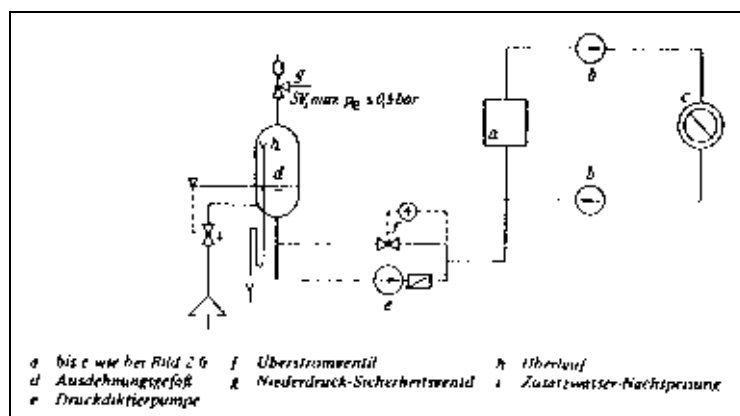 g
SV, max pe ≤ 0,5 bar
b
h
a
c
d
b
e
a bis c wie bei Bild 2.6 f Überströmventil h Überlauf
d Ausdehnungsgefäß g Niederdruck-Sicherheitsventil i Zusatzwasser-Nachspeisung
e Druckdiktierpumpe